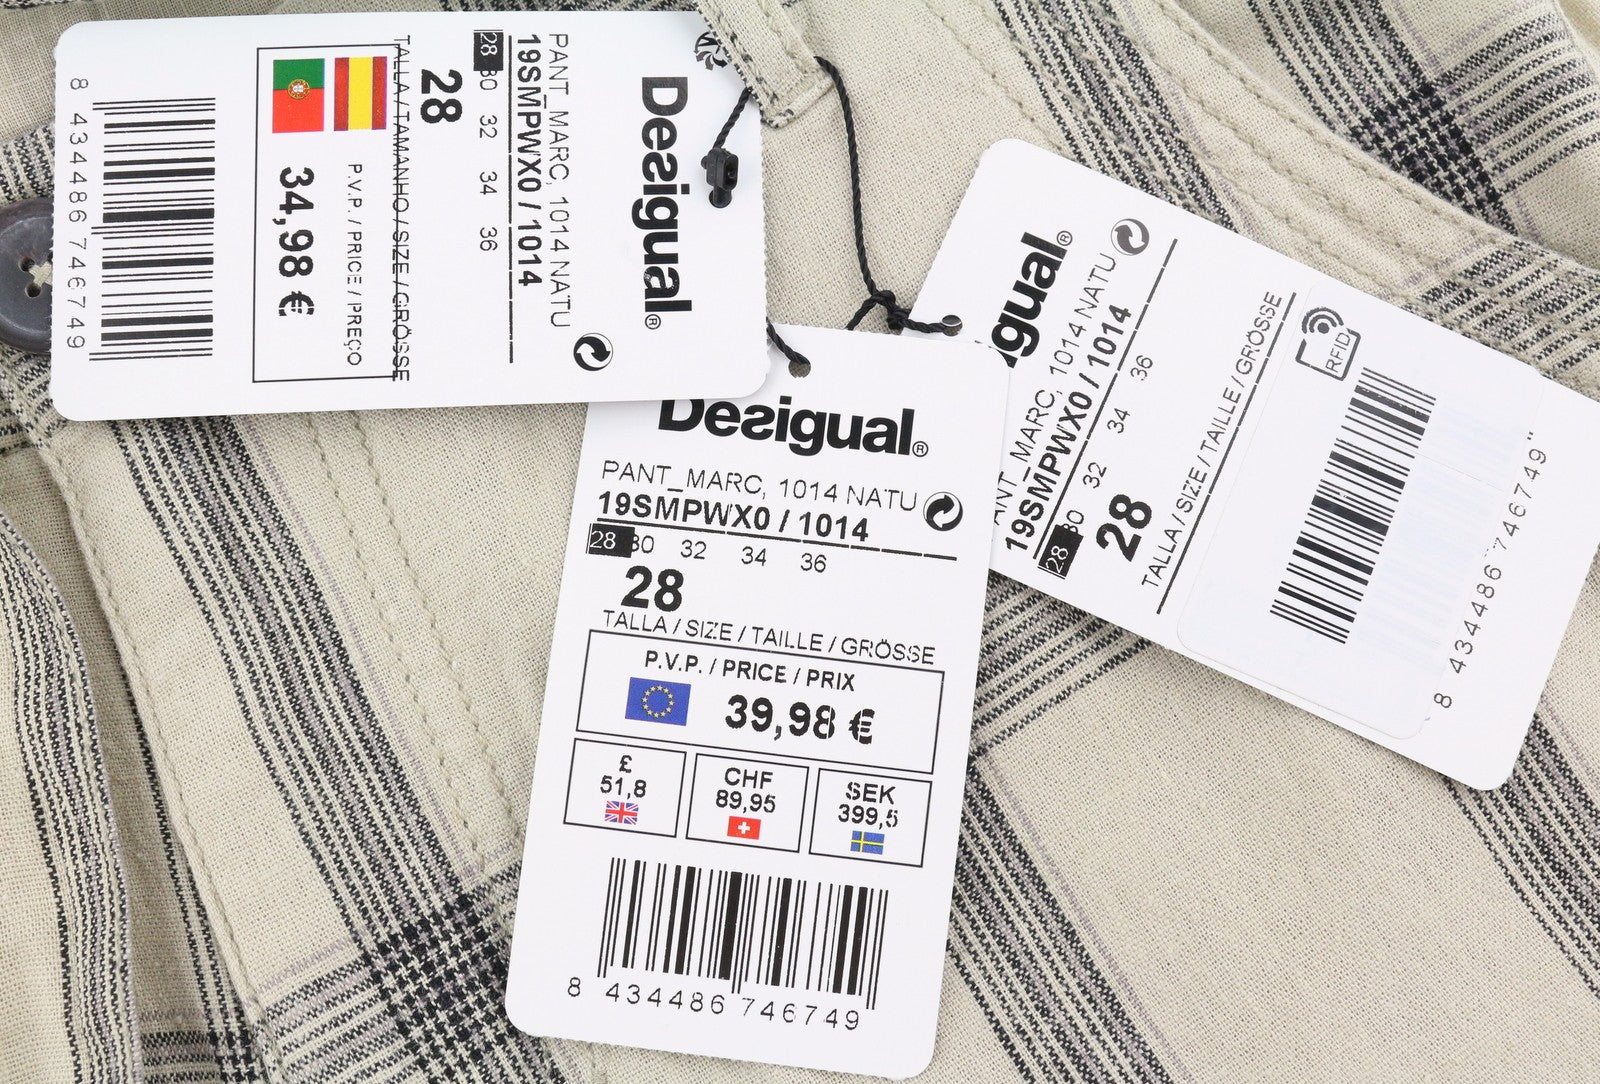 Desigual®
PANT_MARC, 1014 NATU
19SMPWX0 / 1014
28 30 32 34 36
28
TALLA / TAMANHO / SIZE / GRÖSSE
P.V.P. / PRICE / PREÇO
34,98 €
8 434486 746749
Desigual®
PANT_MARC, 1014 NATU
19SMPWX0 / 1014
28 30 32 34 36
28
TALLA / SIZE / TAILLE / GRÖSSE
P.V.P. / PRICE / PRIX
39,98 €
£
51,8
CHF
89,95
SEK
399,5
8 434486 746749
igual®
ANT_MARC, 1014 NATU
19SMPWX0 / 1014
28 30 32 34 36
28
TALLA / SIZE / TAILLE / GRÖSSE
RFID
8 434486 746749